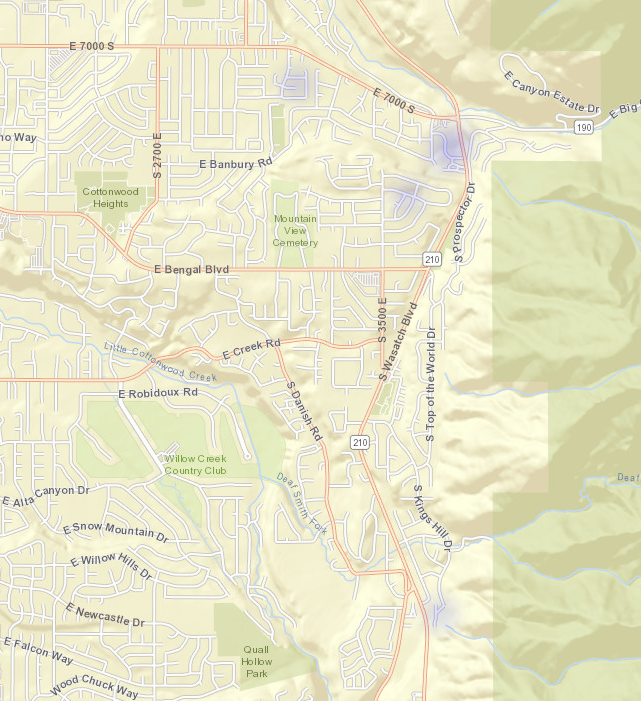 E 7000 S
E Canyon Estate Dr
E 7000 S
E Big
190
ho Way
S 2700 E
E Banbury Rd
Cottonwood
Heights
S Prospector Dr
Mountain
View
Cemetery
210
E Bengal Blvd
S 3500 E
S Wasatch Blvd
E Creek Rd
Little Cottonwood Creek
S Top of the World Dr
E Robidoux Rd
S Danish Rd
210
Willow Creek
Country Club
Deaf Smith Fork
Deaf
E Alta Canyon Dr
S Kings Hill Dr
E Snow Mountain Dr
E Willow Hills Dr
E Newcastle Dr
E Falcon Way
Quail
Hollow
Park
Wood Chuck Way